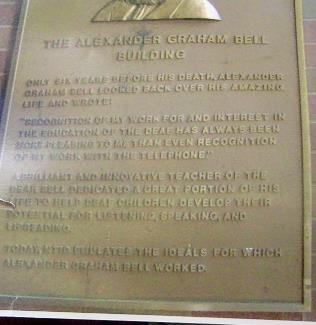 THE ALEXANDER GRAHAM BELL
BUILDING
ONLY SIX YEARS BEFORE HIS DEATH, ALEXANDER
GRAHAM BELL LOOKED BACK OVER HIS AMAZING
LIFE AND WROTE:
"RECOGNITION OF MY WORK FOR AND INTEREST IN
THE EDUCATION OF THE DEAF HAS ALWAYS BEEN
MORE PLEASING TO ME THAN EVEN RECOGNITION
OF MY WORK WITH THE TELEPHONE"
A BRILLIANT AND INNOVATIVE TEACHER OF THE
DEAF BELL DEDICATED A GREAT PORTION OF HIS
LIFE TO HELP DEAF CHILDREN DEVELOP THEIR
POTENTIAL FOR LISTENING, SPEAKING, AND
LIPREADING.
TODAY, NTID EMULATES THE IDEALS FOR WHICH
ALEXANDER GRAHAM BELL WORKED.